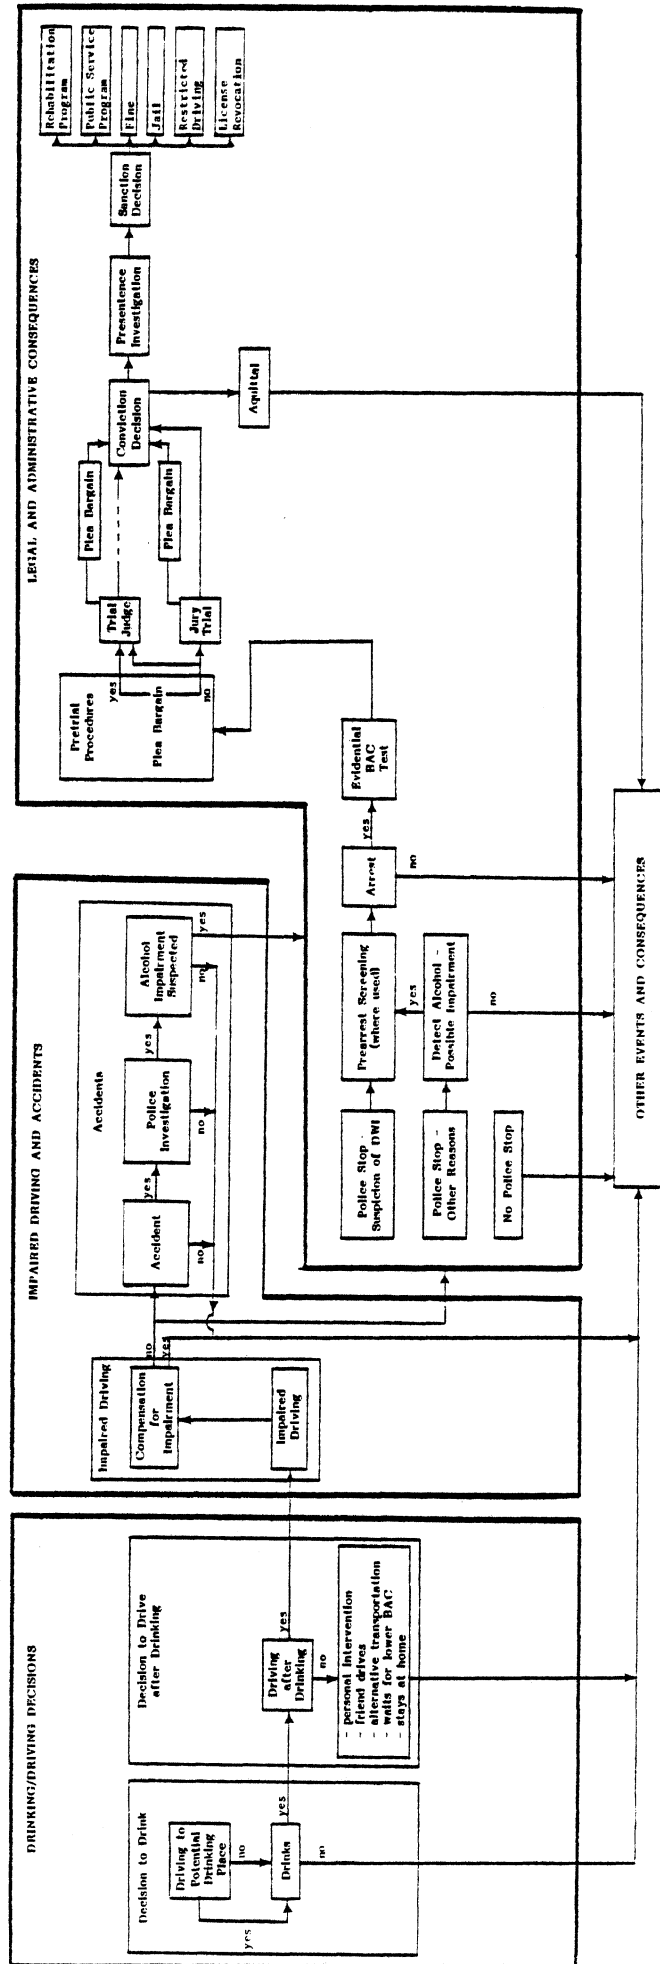 DRINKING/DRIVING DECISIONS
Decision to Drink
Driving to
Potential
Drinking
Place
yes
no
Drinks
yes
no
Decision to Drive
after Drinking
Driving
after
Drinking
yes
no
- personal intervention
- friend drives
- alternative transportation
- waits for lower BAC
- stays at home
IMPAIRED DRIVING AND ACCIDENTS
Impaired Driving
Compensation
for
Impairment
no
yes
Impaired
Driving
Accidents
Accident
yes
no
Police
Investigation
yes
no
Alcohol
Impairment
Suspected
yes
no
LEGAL AND ADMINISTRATIVE CONSEQUENCES
Police Stop -
Suspicion of DWI
Police Stop -
Other Reasons
No Police Stop
Prearrest Screening
(where used)
yes
Detect Alcohol -
Possible Impairment
no
Arrest
yes
no
Evidential
BAC
Test
Pretrial
Procedures
Plea Bargain
yes
no
Trial
Judge
Jury
Trial
Plea Bargain
Plea Bargain
Conviction
Decision
Aquittal
Presentence
Investigation
Sanction
Decision
Rehabilitation
Program
Public Service
Program
Fine
Jail
Restricted
Driving
License
Revocation
OTHER EVENTS AND CONSEQUENCES